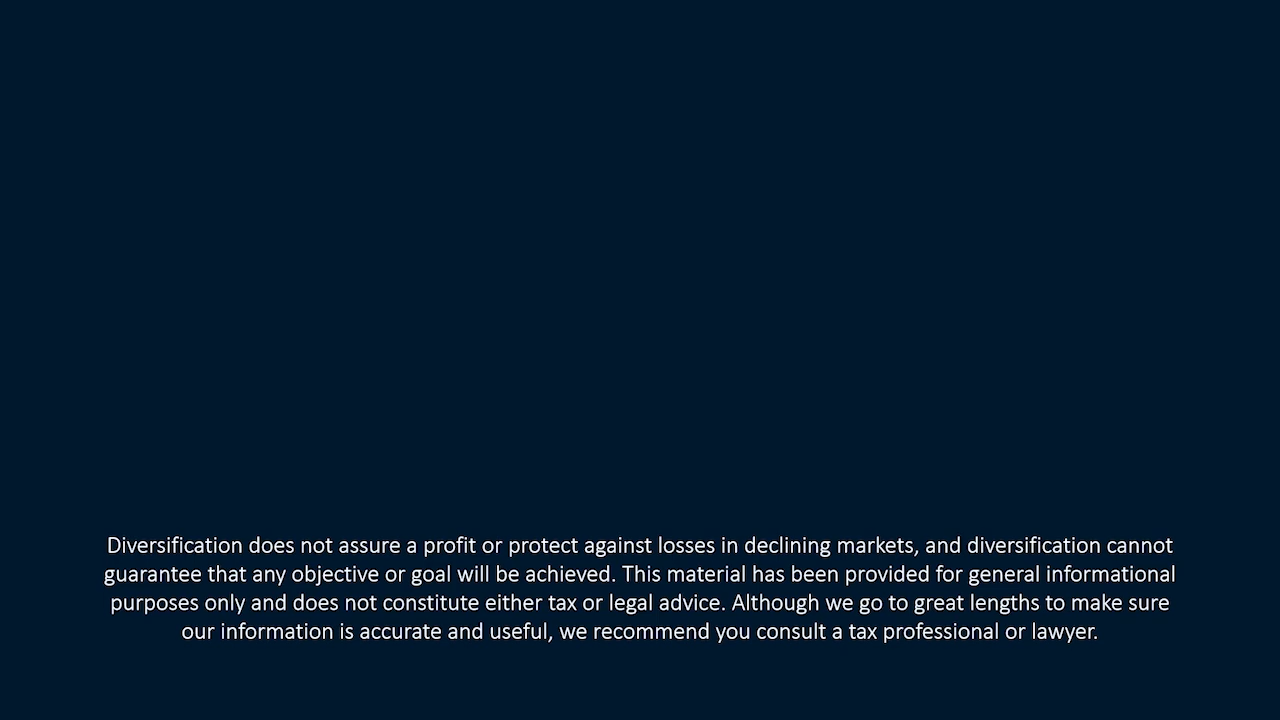 Diversification does not assure a profit or protect against losses in declining markets, and diversification cannot
guarantee that any objective or goal will be achieved. This material has been provided for general informational
purposes only and does not constitute either tax or legal advice. Although we go to great lengths to make sure
our information is accurate and useful, we recommend you consult a tax professional or lawyer.